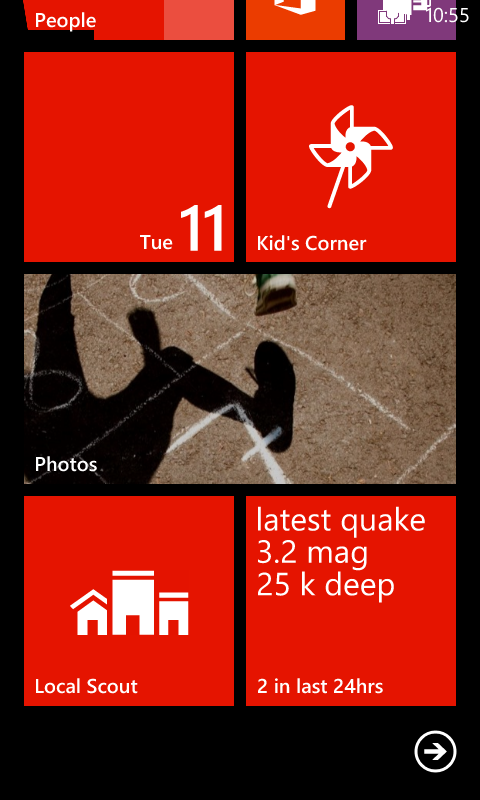 People
10:55
Tue 11
Kid's Corner
Photos
latest quake
3.2 mag
25 k deep
Local Scout
2 in last 24hrs